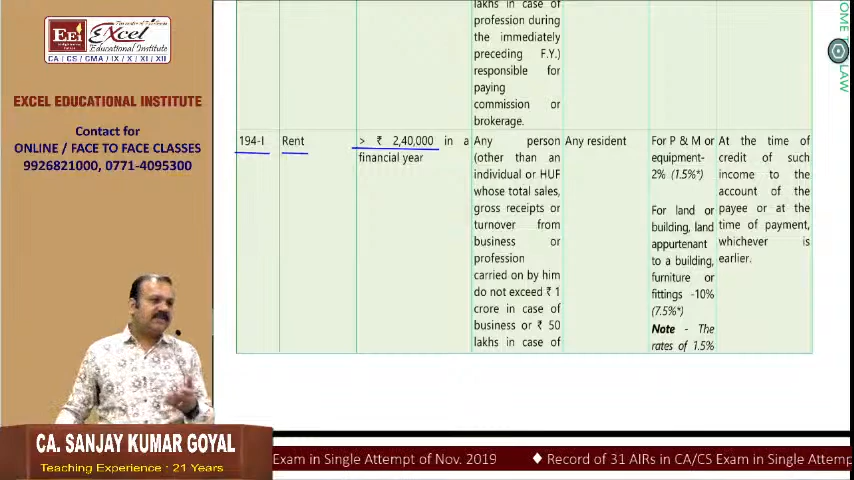 EEi
Excel
Educational Institute
CA / CS / CMA / IX / X / XI / XII
EXCEL EDUCATIONAL INSTITUTE
Contact for
ONLINE / FACE TO FACE CLASSES
9926821000, 0771-4095300
lakhs in case of
profession during
the immediately
preceding F.Y.)
responsible for
paying
commission or
brokerage.
194-I
Rent
> ₹ 2,40,000 in a
financial year
Any person
(other than an
individual or HUF
whose total sales,
gross receipts or
turnover from
business or
profession
carried on by him
do not exceed ₹ 1
crore in case of
business or ₹ 50
lakhs in case of
Any resident
For P & M or
equipment-
2% (1.5%*)
For land or
building, land
appurtenant
to a building,
furniture or
fittings -10%
(7.5%*)
Note - The
rates of 1.5%
At the time of
credit of such
income to the
account of the
payee or at the
time of payment,
whichever is
earlier.
OME
LAW
CA. SANJAY KUMAR GOYAL
Teaching Experience : 21 Years
Exam in Single Attempt of Nov. 2019 ♦ Record of 31 AIRs in CA/CS Exam in Single Attemp